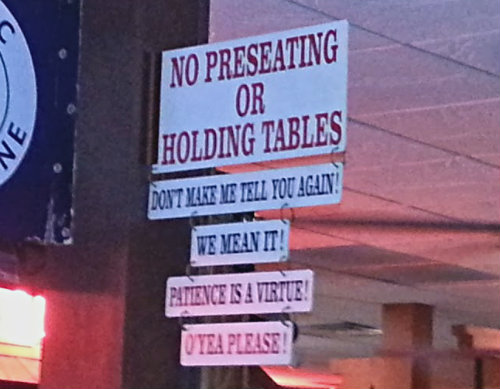 NO PRESEATING
OR
HOLDING TABLES
DON'T MAKE ME TELL YOU AGAIN!
WE MEAN IT!
PATIENCE IS A VIRTUE!
O'YEA PLEASE!